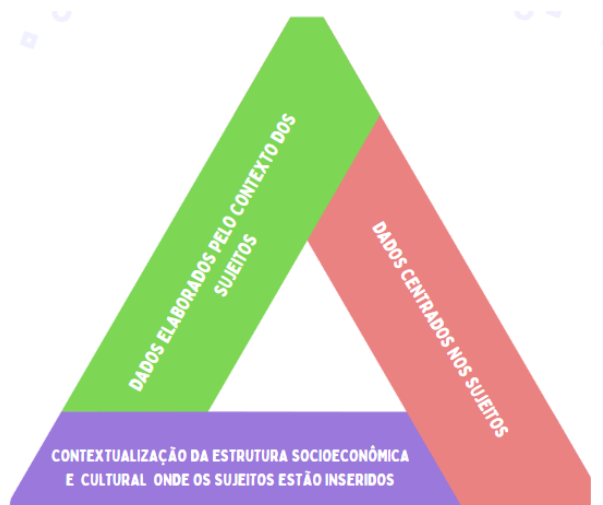 DADOS ELABORADOS PELO CONTEXTO DOS
SUJEITOS
DADOS CENTRADOS NOS SUJEITOS
CONTEXTUALIZAÇÃO DA ESTRUTURA SOCIOECONÔMICA
E CULTURAL ONDE OS SUJEITOS ESTÃO INSERIDOS